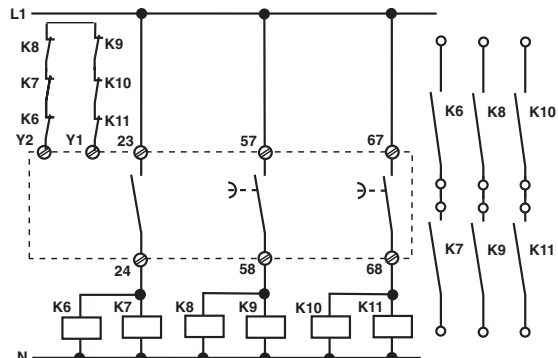 L1
K8 K9
K7 K10 K6 K8 K10
K6 K11
Y2 Y1 23 57 67
K7 K9 K11
24 58 68
K6 K7 K8 K9 K10 K11
N